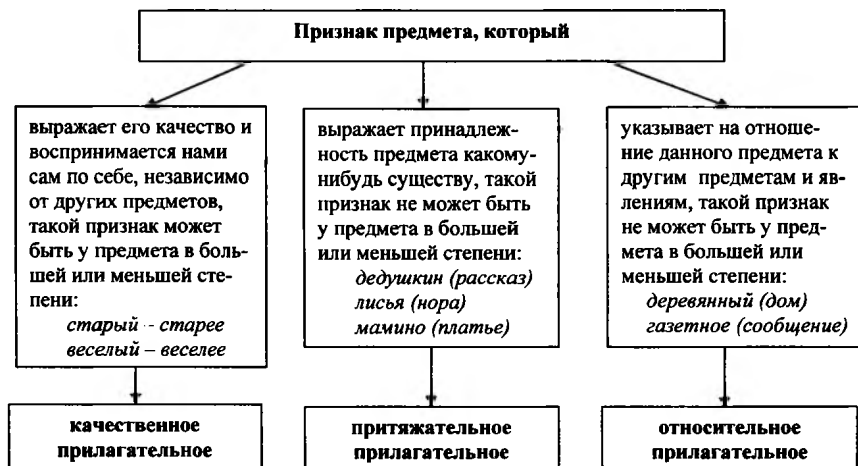 Признак предмета, который
выражает его качество и
воспринимается нами
сам по себе, независимо
от других предметов,
такой признак может
быть у предмета в боль-
шей или меньшей сте-
пени:
старый - старее
веселый – веселее
выражает принадлеж-
ность предмета какому-
нибудь существу, такой
признак не может быть
у предмета в большей
или меньшей степени:
дедушкин (рассказ)
лисья (нора)
мамино (платье)
указывает на отноше-
ние данного предмета к
другим предметам и яв-
лениям, такой признак
не может быть у пред-
мета в большей или
меньшей степени:
деревянный (дом)
газетное (сообщение)
качественное
прилагательное
притяжательное
прилагательное
относительное
прилагательное